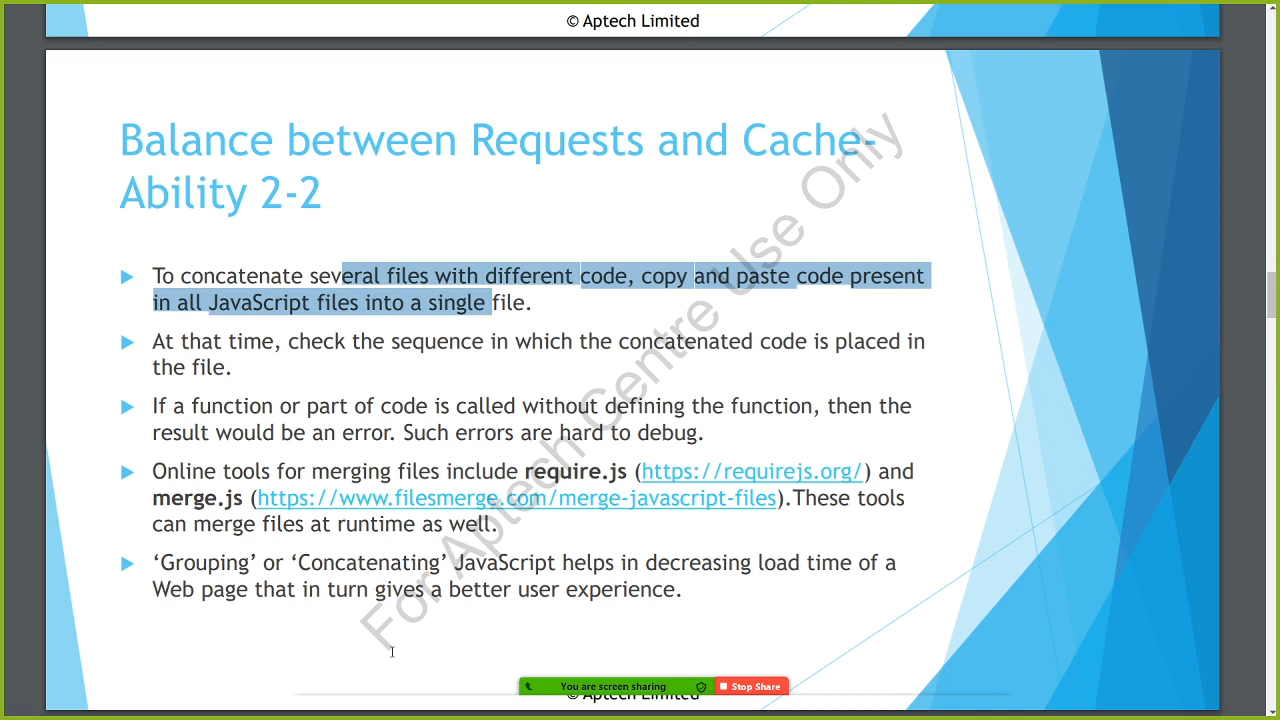 © Aptech Limited
Balance between Requests and Cache-
Ability 2-2
To concatenate several files with different code, copy and paste code present
in all JavaScript files into a single file.
At that time, check the sequence in which the concatenated code is placed in
the file.
If a function or part of code is called without defining the function, then the
result would be an error. Such errors are hard to debug.
Online tools for merging files include require.js (https://requirejs.org/) and
merge.js (https://www.filesmerge.com/merge-javascript-files).These tools
can merge files at runtime as well.
‘Grouping’ or ‘Concatenating’ JavaScript helps in decreasing load time of a
Web page that in turn gives a better user experience.
For Aptech Centre Use Only
You are screen sharing
Stop Share
© Aptech Limited